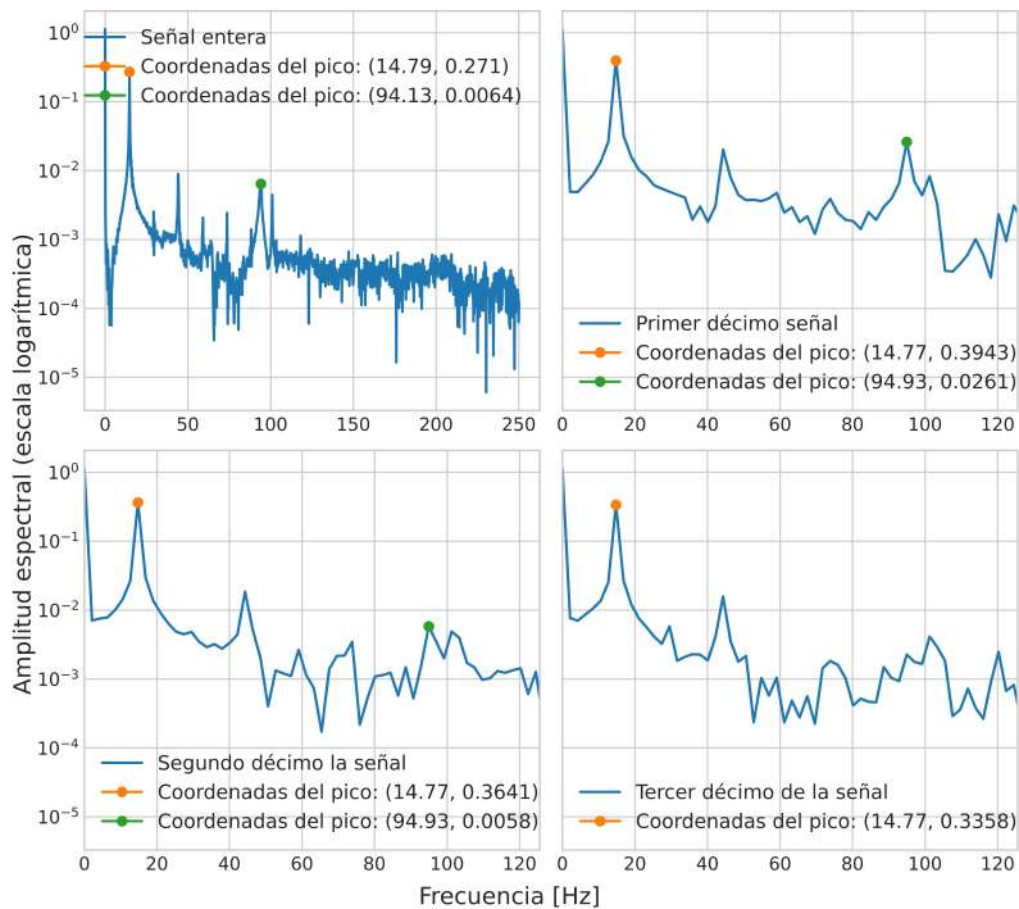 Amplitud espectral (escala logarítmica)
10⁰
10⁻¹
10⁻²
10⁻³
10⁻⁴
10⁻⁵
Señal entera
Coordenadas del pico: (14.79, 0.271)
Coordenadas del pico: (94.13, 0.0064)
0 50 100 150 200 250
Primer décimo señal
Coordenadas del pico: (14.77, 0.3943)
Coordenadas del pico: (94.93, 0.0261)
0 20 40 60 80 100 120
10⁰
10⁻¹
10⁻²
10⁻³
10⁻⁴
10⁻⁵
Segundo décimo la señal
Coordenadas del pico: (14.77, 0.3641)
Coordenadas del pico: (94.93, 0.0058)
0 20 40 60 80 100 120
Tercer décimo de la señal
Coordenadas del pico: (14.77, 0.3358)
0 20 40 60 80 100 120
Frecuencia [Hz]